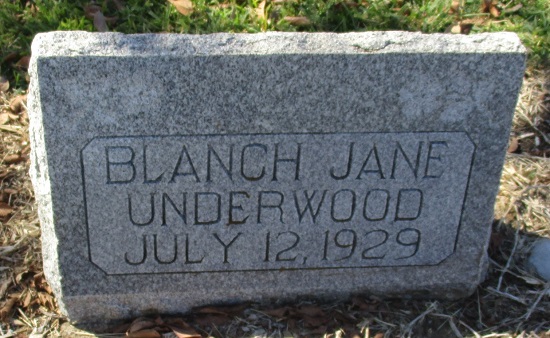 BLANCH JANE
UNDERWOOD
JULY 12, 1929